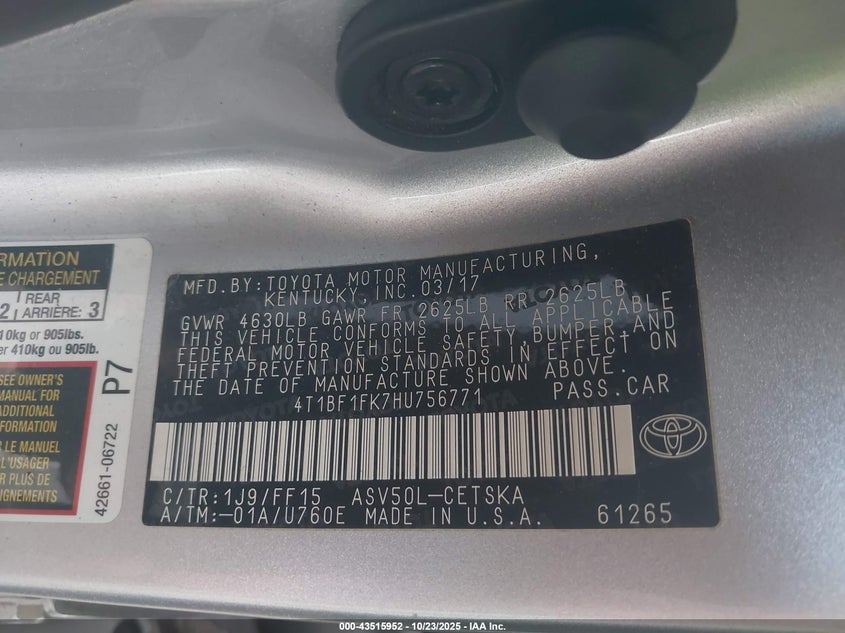 RMATION
E CHARGEMENT
2 REAR ARRIÈRE: 3
10kg or 905lbs.
er 410kg ou 905lb.
SEE OWNER'S
MANUAL FOR
ADDITIONAL
INFORMATION
LE MANUEL
L'USAGER
PLUS DE
SEIGNEMENTS
P7
42661-06722
MFD. BY: TOYOTA MOTOR MANUFACTURING,
KENTUCKY, INC. 03/17
GVWR 4630LB GAWR FR 2625LB RR 2625LB
THIS VEHICLE CONFORMS TO ALL APPLICABLE
FEDERAL MOTOR VEHICLE SAFETY, BUMPER, AND
THEFT PREVENTION STANDARDS IN EFFECT ON
THE DATE OF MANUFACTURE SHOWN ABOVE.
4T1BF1FK7HU756771 PASS.CAR
C/TR:1J9/FF15 ASV50L-CETSKA
A/TM:-01A/U760E MADE IN U.S.A. 61265
000-43515952 - 10/23/2025 - IAA Inc.